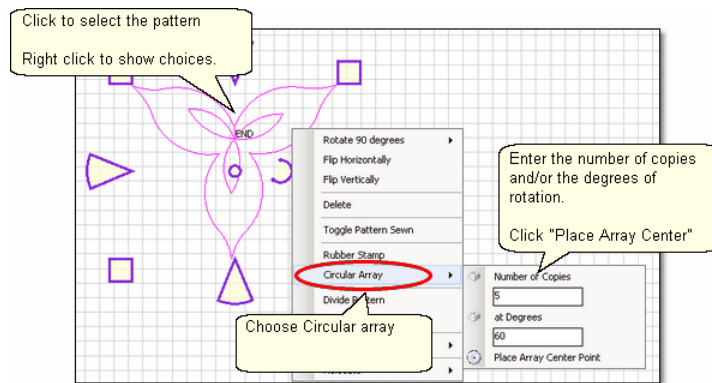 Click to select the pattern
Right click to show choices.
END
Rotate 90 degrees
Flip Horizontally
Flip Vertically
Delete
Toggle Pattern Sewn
Rubber Stamp
Circular Array
Divide Pattern
Choose Circular array
Enter the number of copies
and/or the degrees of
rotation.
Click "Place Array Center"
Number of Copies
5
at Degrees
60
Place Array Center Point